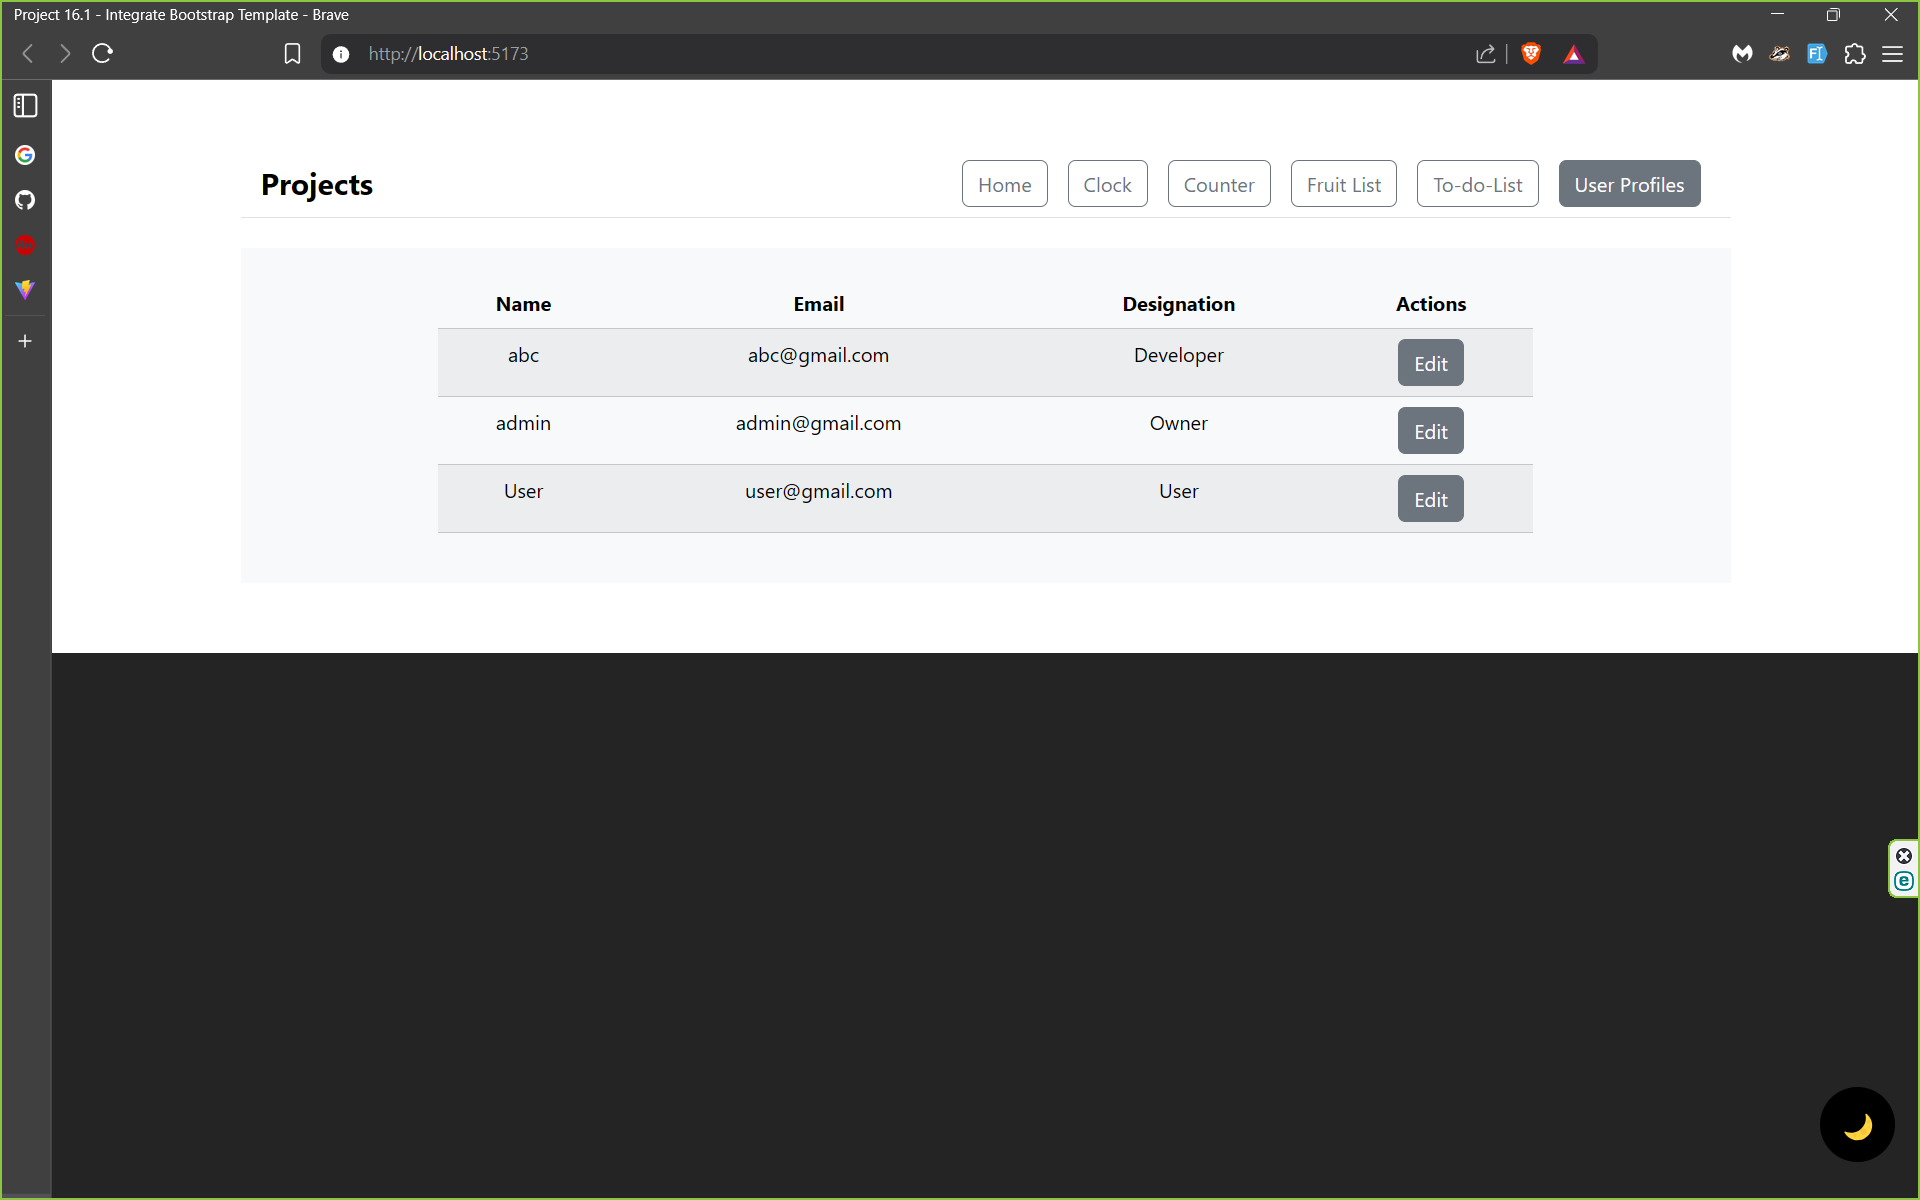 Project 16.1 - Integrate Bootstrap Template - Brave
http://localhost:5173
Projects
Home
Clock
Counter
Fruit List
To-do-List
User Profiles
Name Email Designation Actions
abc abc@gmail.com Developer Edit
admin admin@gmail.com Owner Edit
User user@gmail.com User Edit